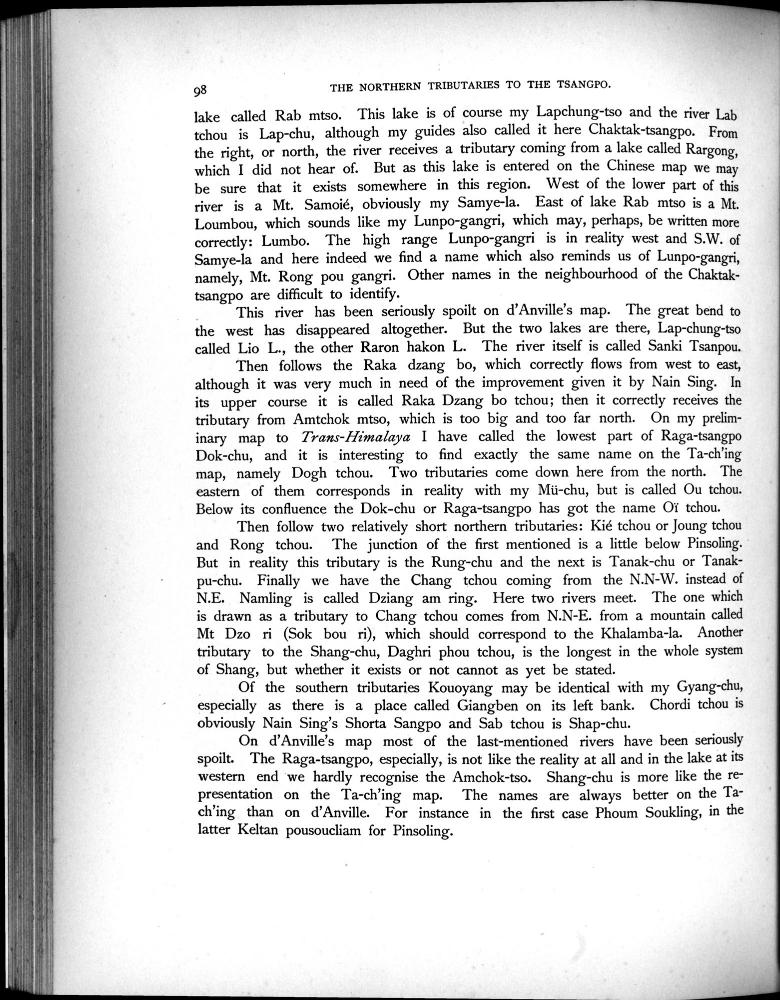 98
THE NORTHERN TRIBUTARIES TO THE TSANGPO.
lake called Rab mtso. This lake is of course my Lapchung-tso and the river Lab
tchou is Lap-chu, although my guides also called it here Chaktak-tsangpo. From
the right, or north, the river receives a tributary coming from a lake called Rargong,
which I did not hear of. But as this lake is entered on the Chinese map we may
be sure that it exists somewhere in this region. West of the lower part of this
river is a Mt. Samoié, obviously my Samye-la. East of lake Rab mtso is a Mt.
Loumbou, which sounds like my Lunpo-gangri, which may, perhaps, be written more
correctly: Lumbo. The high range Lunpo-gangri is in reality west and S.W. of
Samye-la and here indeed we find a name which also reminds us of Lunpo-gangri,
namely, Mt. Rong pou gangri. Other names in the neighbourhood of the Chaktak-
tsangpo are difficult to identify.
This river has been seriously spoilt on d'Anville's map. The great bend to
the west has disappeared altogether. But the two lakes are there, Lap-chung-tso
called Lio L., the other Raron hakon L. The river itself is called Sanki Tsanpou.
Then follows the Raka dzang bo, which correctly flows from west to east,
although it was very much in need of the improvement given it by Nain Sing. In
its upper course it is called Raka Dzang bo tchou; then it correctly receives the
tributary from Amtchok mtso, which is too big and too far north. On my prelim-
inary map to Trans-Himalaya I have called the lowest part of Raga-tsangpo
Dok-chu, and it is interesting to find exactly the same name on the Ta-ch'ing
map, namely Dogh tchou. Two tributaries come down here from the north. The
eastern of them corresponds in reality with my Mü-chu, but is called Ou tchou.
Below its confluence the Dok-chu or Raga-tsangpo has got the name Oï tchou.
Then follow two relatively short northern tributaries: Kié tchou or Joung tchou
and Rong tchou. The junction of the first mentioned is a little below Pinsoling.
But in reality this tributary is the Rung-chu and the next is Tanak-chu or Tanak-
pu-chu. Finally we have the Chang tchou coming from the N.N-W. instead of
N.E. Namling is called Dziang am ring. Here two rivers meet. The one which
is drawn as a tributary to Chang tchou comes from N.N-E. from a mountain called
Mt Dzo ri (Sok bou ri), which should correspond to the Khalamba-la. Another
tributary to the Shang-chu, Daghri phou tchou, is the longest in the whole system
of Shang, but whether it exists or not cannot as yet be stated.
Of the southern tributaries Kouoyang may be identical with my Gyang-chu,
especially as there is a place called Giangben on its left bank. Chordi tchou is
obviously Nain Sing's Shorta Sangpo and Sab tchou is Shap-chu.
On d'Anville's map most of the last-mentioned rivers have been seriously
spoilt. The Raga-tsangpo, especially, is not like the reality at all and in the lake at its
western end we hardly recognise the Amchok-tso. Shang-chu is more like the re-
presentation on the Ta-ch'ing map. The names are always better on the Ta-
ch'ing than on d'Anville. For instance in the first case Phoum Soukling, in the
latter Keltan pousoucliam for Pinsoling.